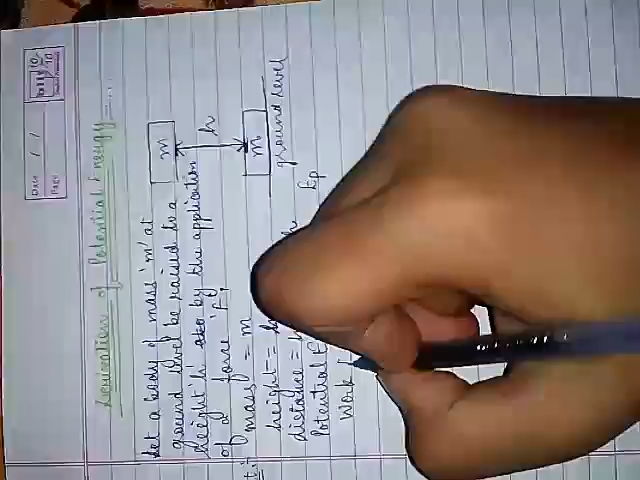 Date / /
Page
Derivation of Potential Energy
Let a body of mass 'm' at
ground level be raised to a
height 'h' by the application
of a force 'F'.
m
h
m
ground level
mass = m
height = h
distance = h
Potential E Ep
Work